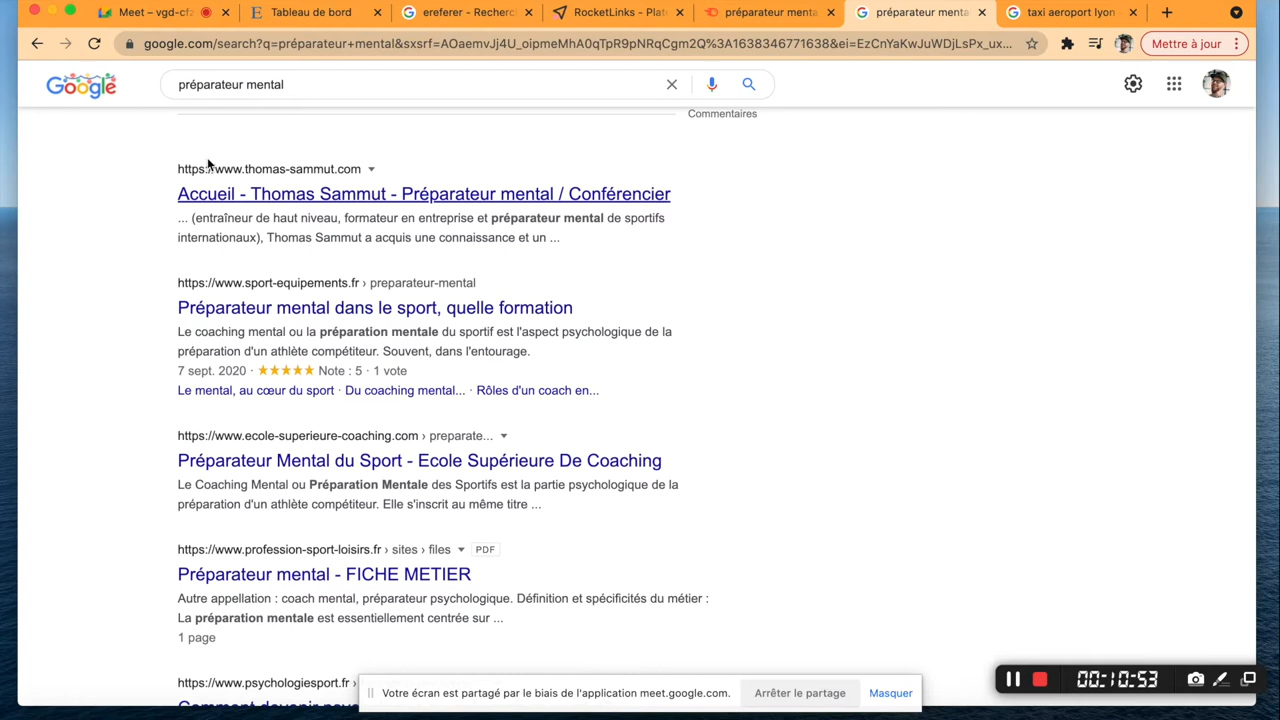 Meet – vgd-cfz
Tableau de bord
ereferer - Recherc
RocketLinks - Plate
préparateur mental
préparateur mental
taxi aeroport lyon -
google.com/search?q=préparateur+mental&sxsrf=AOaemvJj4U_oipmeMhA0qTpR9pNRqCgm2Q%3A1638346771638&ei=EzCnYaKwJuWDjLsPx_ux...
Mettre à jour
Google
préparateur mental
Commentaires
https://www.thomas-sammut.com
Accueil - Thomas Sammut - Préparateur mental / Conférencier
... (entraîneur de haut niveau, formateur en entreprise et préparateur mental de sportifs
internationaux), Thomas Sammut a acquis une connaissance et un ...
https://www.sport-equipements.fr › preparateur-mental
Préparateur mental dans le sport, quelle formation
Le coaching mental ou la préparation mentale du sportif est l'aspect psychologique de la
préparation d'un athlète compétiteur. Souvent, dans l'entourage.
7 sept. 2020 · ★★★★★ Note : 5 · 1 vote
Le mental, au cœur du sport · Du coaching mental... · Rôles d'un coach en...
https://www.ecole-superieure-coaching.com › preparate...
Préparateur Mental du Sport - Ecole Supérieure De Coaching
Le Coaching Mental ou Préparation Mentale des Sportifs est la partie psychologique de la
préparation d'un athlète compétiteur. Elle s'inscrit au même titre ...
https://www.profession-sport-loisirs.fr › sites › files PDF
Préparateur mental - FICHE METIER
Autre appellation : coach mental, préparateur psychologique. Définition et spécificités du métier :
La préparation mentale est essentiellement centrée sur ...
1 page
https://www.psychologiesport.fr ›
Comment devenir
Votre écran est partagé par le biais de l'application meet.google.com.
Arrêter le partage
Masquer
00:10:53